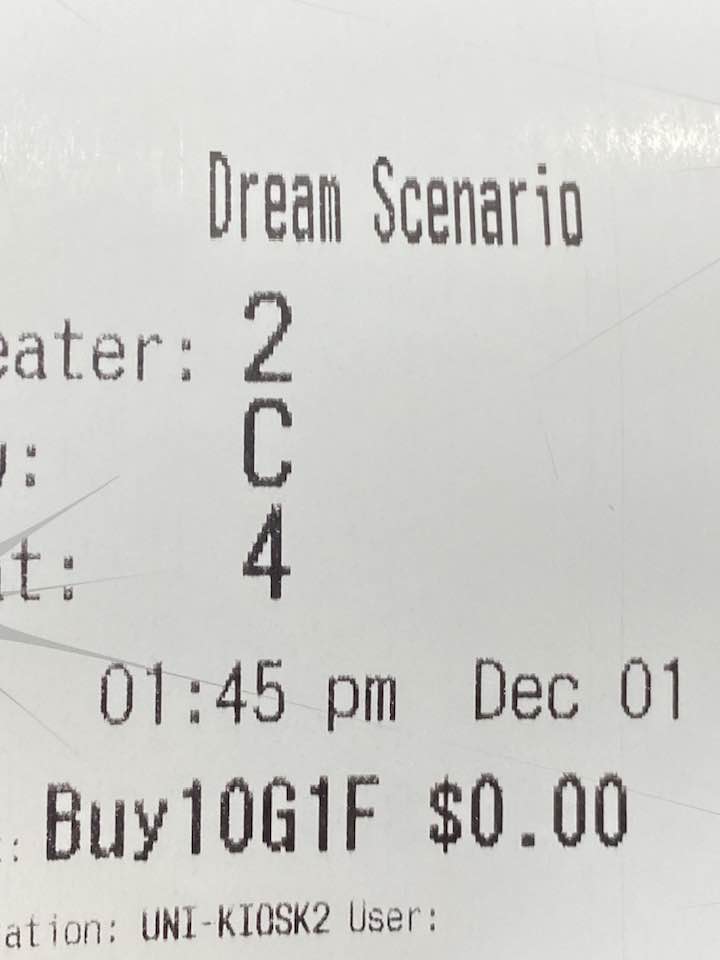 Dream Scenario
eater: 2
: C
t: 4
01:45 pm Dec 01
: Buy10G1F $0.00
ation: UNI-KIOSK2 User: